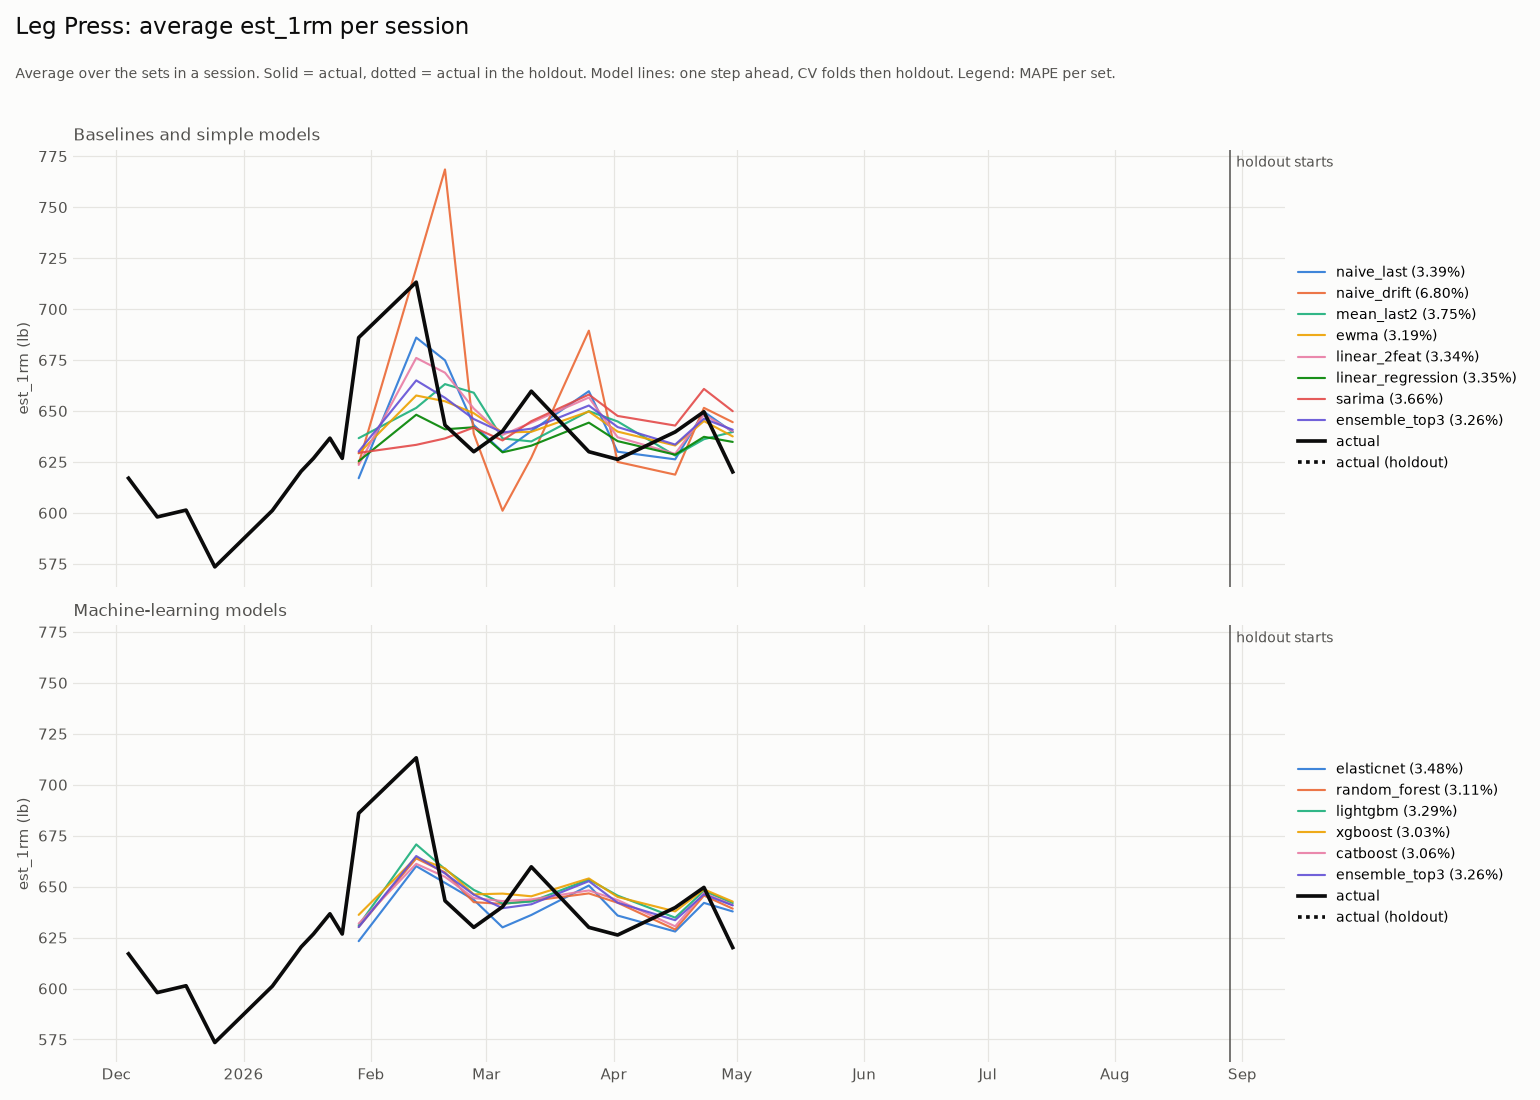 Leg Press: average est_1rm per session
Average over the sets in a session. Solid = actual, dotted = actual in the holdout. Model lines: one step ahead, CV folds then holdout. Legend: MAPE per set.
Baselines and simple models
775
750
725
700
675
650
625
600
575
est_1rm (lb)
holdout starts
naive_last (3.39%)
naive_drift (6.80%)
mean_last2 (3.75%)
ewma (3.19%)
linear_2feat (3.34%)
linear_regression (3.35%)
sarima (3.66%)
ensemble_top3 (3.26%)
actual
actual (holdout)
Machine-learning models
775
750
725
700
675
650
625
600
575
est_1rm (lb)
holdout starts
elasticnet (3.48%)
random_forest (3.11%)
lightgbm (3.29%)
xgboost (3.03%)
catboost (3.06%)
ensemble_top3 (3.26%)
actual
actual (holdout)
Dec 2026 Feb Mar Apr May Jun Jul Aug Sep